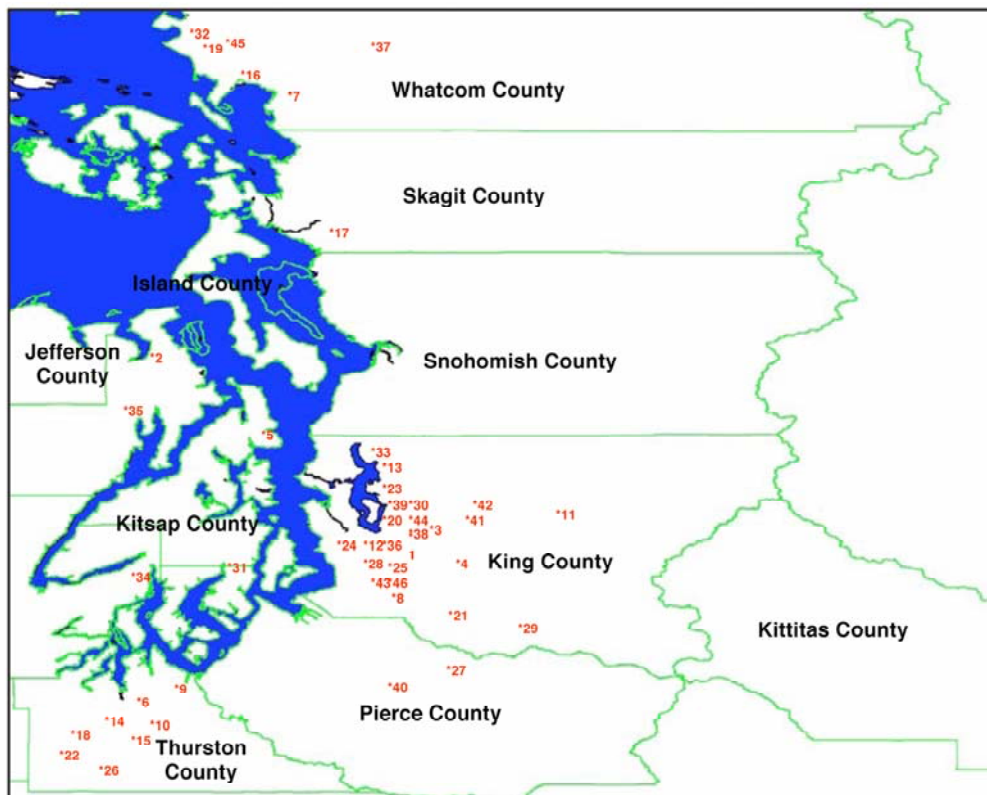 *32
*45
*19
*37
*16
*7
Whatcom County
Skagit County
*17
Island County
Jefferson
County
*2
Snohomish County
*35
*5
*33
*13
*23
*39 *30
*42
*11
Kitsap County
*20 *44
*41
*38 *3
*24 *12 *36
1
King County
*34
*31
*28 *25
*4
*43 *46
*8
*21
*29
Kittitas County
*27
*9
*40
*6
Pierce County
*14 *10
*18
*15
Thurston
County
*22
*26